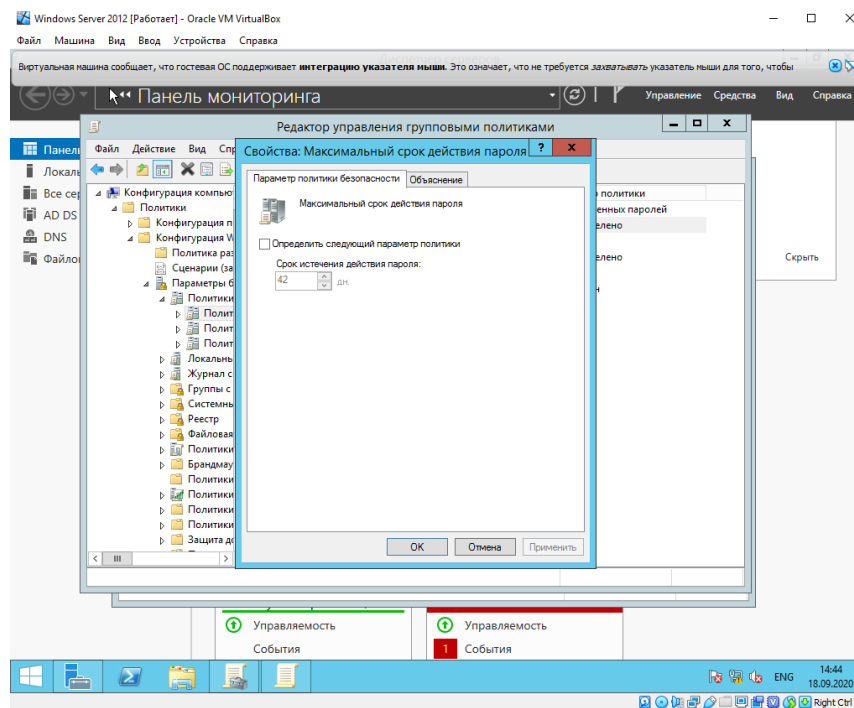 Windows Server 2012 [Работает] - Oracle VM VirtualBox
Файл Машина Вид Ввод Устройства Справка
Виртуальная машина сообщает, что гостевая ОС поддерживает интеграцию указателя мыши. Это означает, что не требуется захватывать указатель мыши для того, чтобы
Панель мониторинга
Управление Средства Вид Справка
Редактор управления групповыми политиками
Файл Действие Вид Спр
Свойства: Максимальный срок действия пароля ? x
Параметр политики безопасности Объяснение
Максимальный срок действия пароля
Определить следующий параметр политики
Срок истечения действия пароля:
42 дн.
OK Отмена Применить
Панел
Локаль
Все сер
AD DS
DNS
Файло
Конфигурация компью
Политики
Конфигурация п
Конфигурация W
Политика раз
Сценарии (за
Параметры б
Политики
Полит
Полит
Полит
Локальнь
Журнал с
Группы с
Системнь
Реестр
Файловая
Политики
Брандмау
Политики
Политики
Политики
Политики
Защита д
политики
енных паролей
елено
елено
н
Скрыть
Управляемость
События
Управляемость
1 События
ENG
14:44
18.09.2020
Right Ctrl